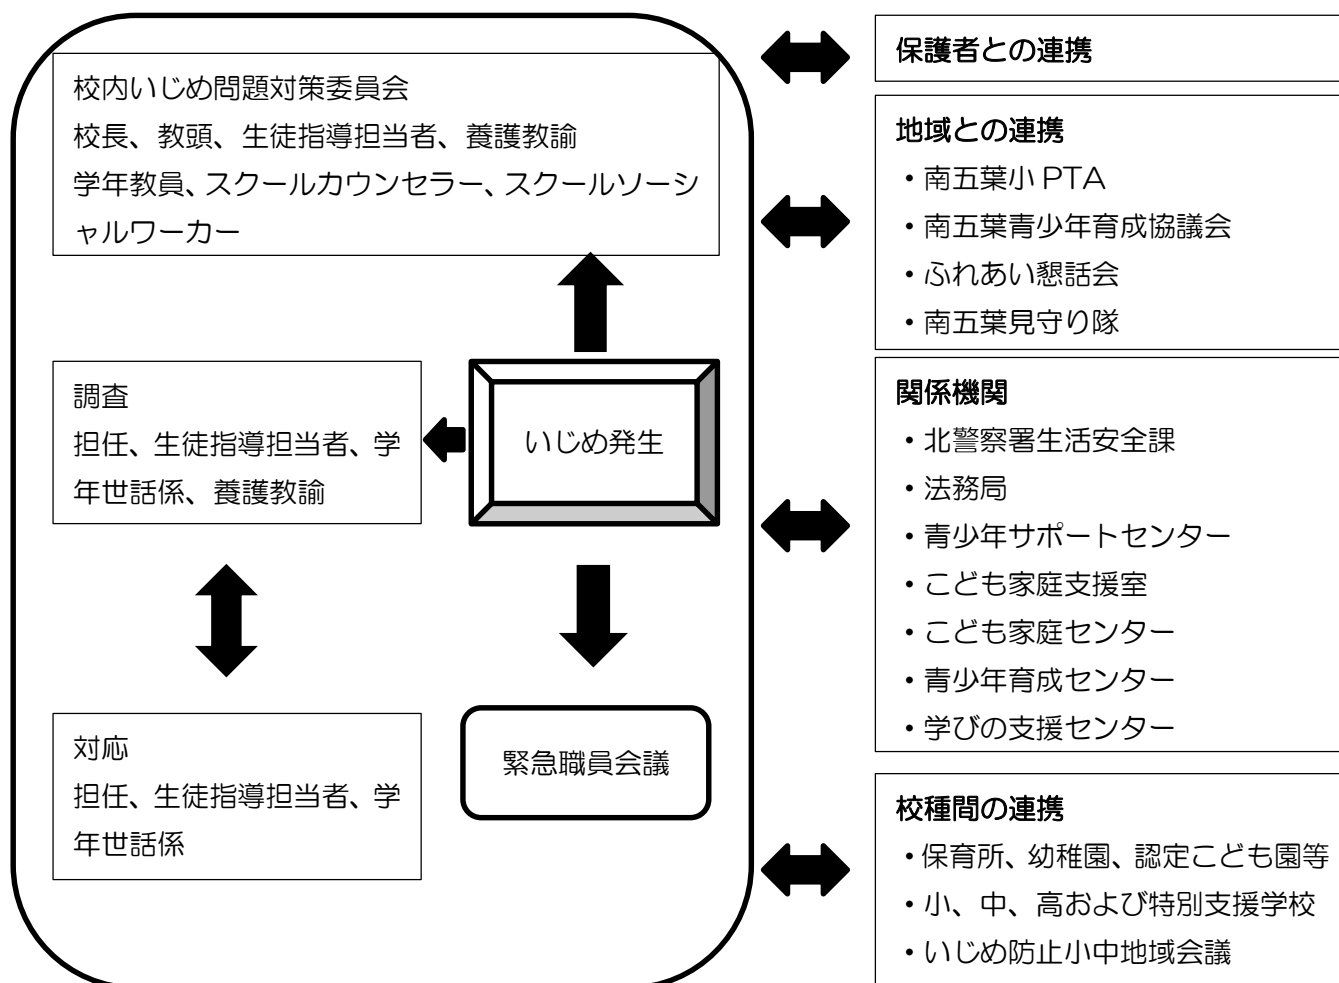 校内いじめ問題対策委員会
校長、教頭、生徒指導担当者、養護教諭
学年教員、スクールカウンセラー、スクールソーシ
ャルワーカー
調査
担任、生徒指導担当者、学
年世話係、養護教諭
いじめ発生
対応
担任、生徒指導担当者、学
年世話係
緊急職員会議
保護者との連携
地域との連携
・南五葉小 PTA
・南五葉青少年育成協議会
・ふれあい懇話会
・南五葉見守り隊
関係機関
・北警察署生活安全課
・法務局
・青少年サポートセンター
・こども家庭支援室
・こども家庭センター
・青少年育成センター
・学びの支援センター
校種間の連携
・保育所、幼稚園、認定こども園等
・小、中、高および特別支援学校
・いじめ防止小中地域会議